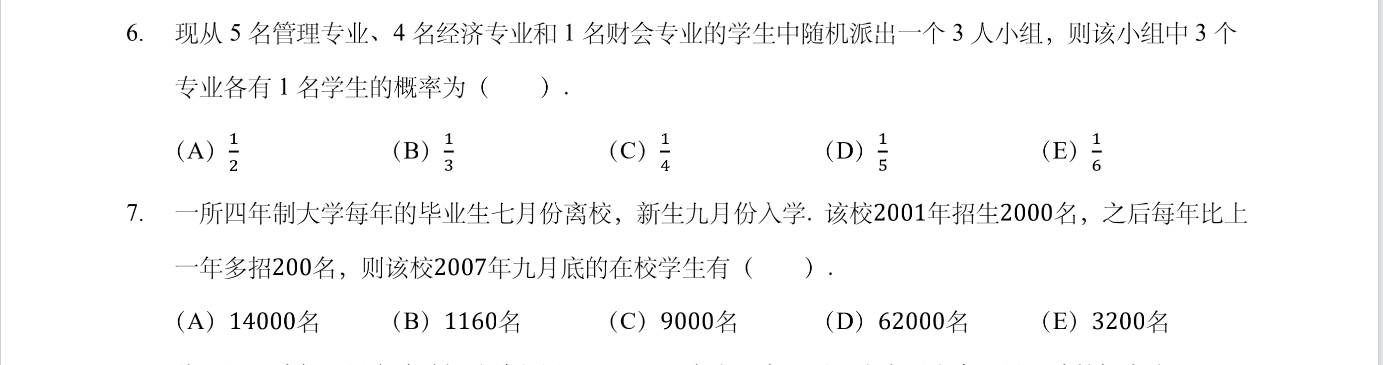 6. 现从 5 名管理专业、4 名经济专业和 1 名财会专业的学生中随机派出一个 3 人小组，则该小组中 3 个
专业各有 1 名学生的概率为（  ）.
（A）1/2 （B）1/3 （C）1/4 （D）1/5 （E）1/6
7. 一所四年制大学每年的毕业生七月份离校，新生九月份入学. 该校2001年招生2000名，之后每年比上
一年多招200名，则该校2007年九月底的在校学生有（  ）.
（A）14000名 （B）1160名 （C）9000名 （D）62000名 （E）3200名